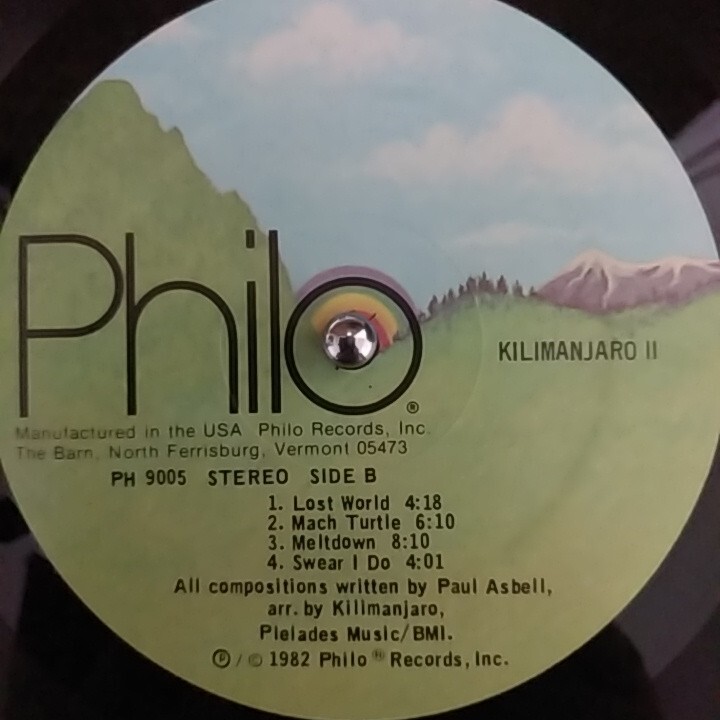 Philo®
KILIMANJARO II
Manufactured in the USA Philo Records, Inc.
The Barn, North Ferrisburg, Vermont 05473
PH 9005 STEREO SIDE B
1. Lost World 4:18
2. Mach Turtle 6:10
3. Meltdown 8:10
4. Swear I Do 4:01
All compositions written by Paul Asbell,
arr. by Kilimanjaro,
Pleiades Music/BMI.
℗/© 1982 Philo® Records, Inc.